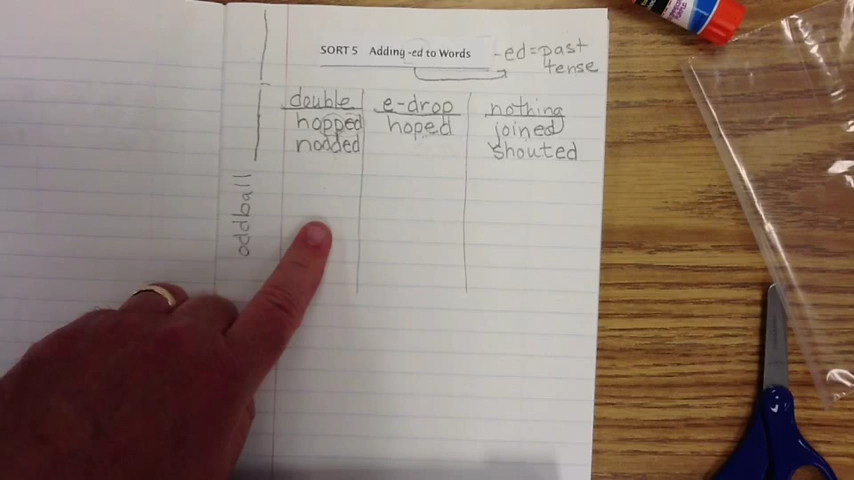 SORT 5 Adding -ed to Words
-ed = past
tense
double e-drop nothing
hopped hoped joined
nodded shouted
oddball